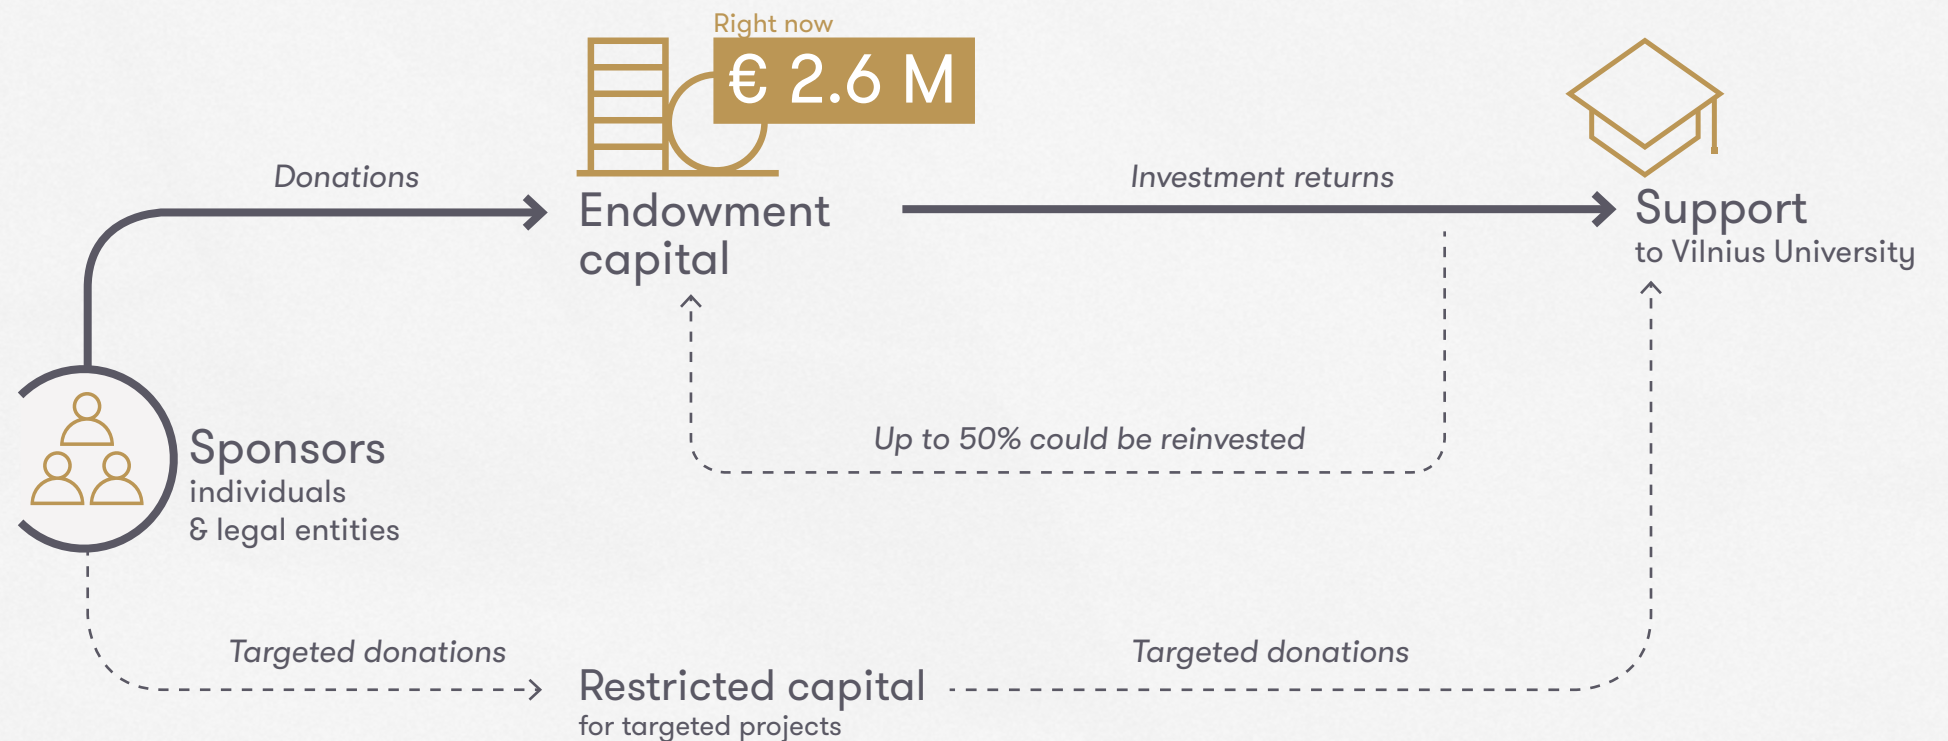 Right now
€ 2.6 M
Donations
Endowment
capital
Investment returns
Support
to Vilnius University
Up to 50% could be reinvested
Sponsors
individuals
& legal entities
Targeted donations
Restricted capital
for targeted projects
Targeted donations